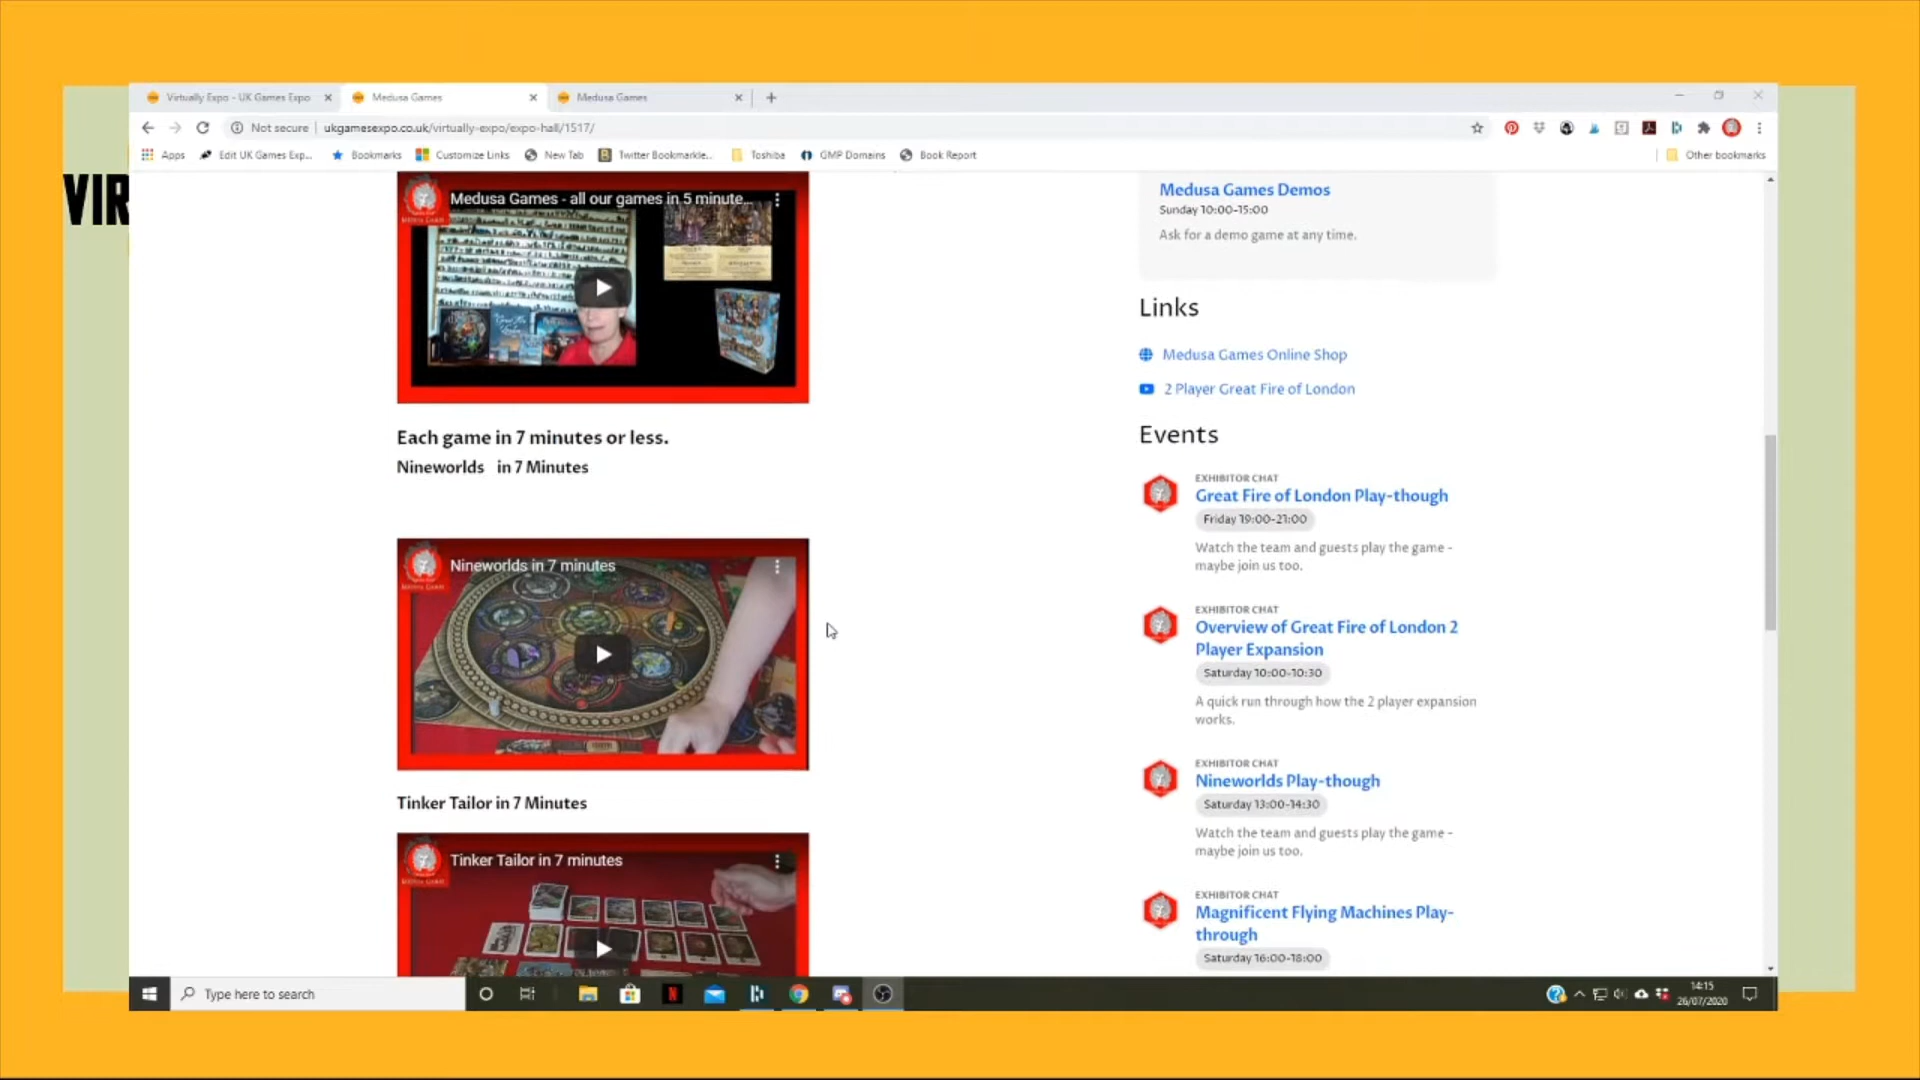 VIR
Virtually Expo - UK Games Expo
Medusa Games
Medusa Games
Not secure
ukgamesexpo.co.uk/virtually-expo/expo-hall/1517/
Apps
Edit UK Games Exp...
Bookmarks
Customize Links
New Tab
Twitter Bookmarkle...
Toshiba
GMP Domains
Book Report
Other bookmarks
Medusa Games - all our games in 5 minute...
Each game in 7 minutes or less.
Nineworlds in 7 Minutes
Nineworlds in 7 minutes
Tinker Tailor in 7 Minutes
Tinker Tailor in 7 minutes
Medusa Games Demos
Sunday 10:00-15:00
Ask for a demo game at any time.
Links
Medusa Games Online Shop
2 Player Great Fire of London
Events
EXHIBITOR CHAT
Great Fire of London Play-though
Friday 19:00-21:00
Watch the team and guests play the game -
maybe join us too.
EXHIBITOR CHAT
Overview of Great Fire of London 2
Player Expansion
Saturday 10:00-10:30
A quick run through how the 2 player expansion
works.
EXHIBITOR CHAT
Nineworlds Play-though
Saturday 13:00-14:30
Watch the team and guests play the game -
maybe join us too.
EXHIBITOR CHAT
Magnificent Flying Machines Play-
through
Saturday 16:00-18:00
Type here to search
14:15
26/07/2020